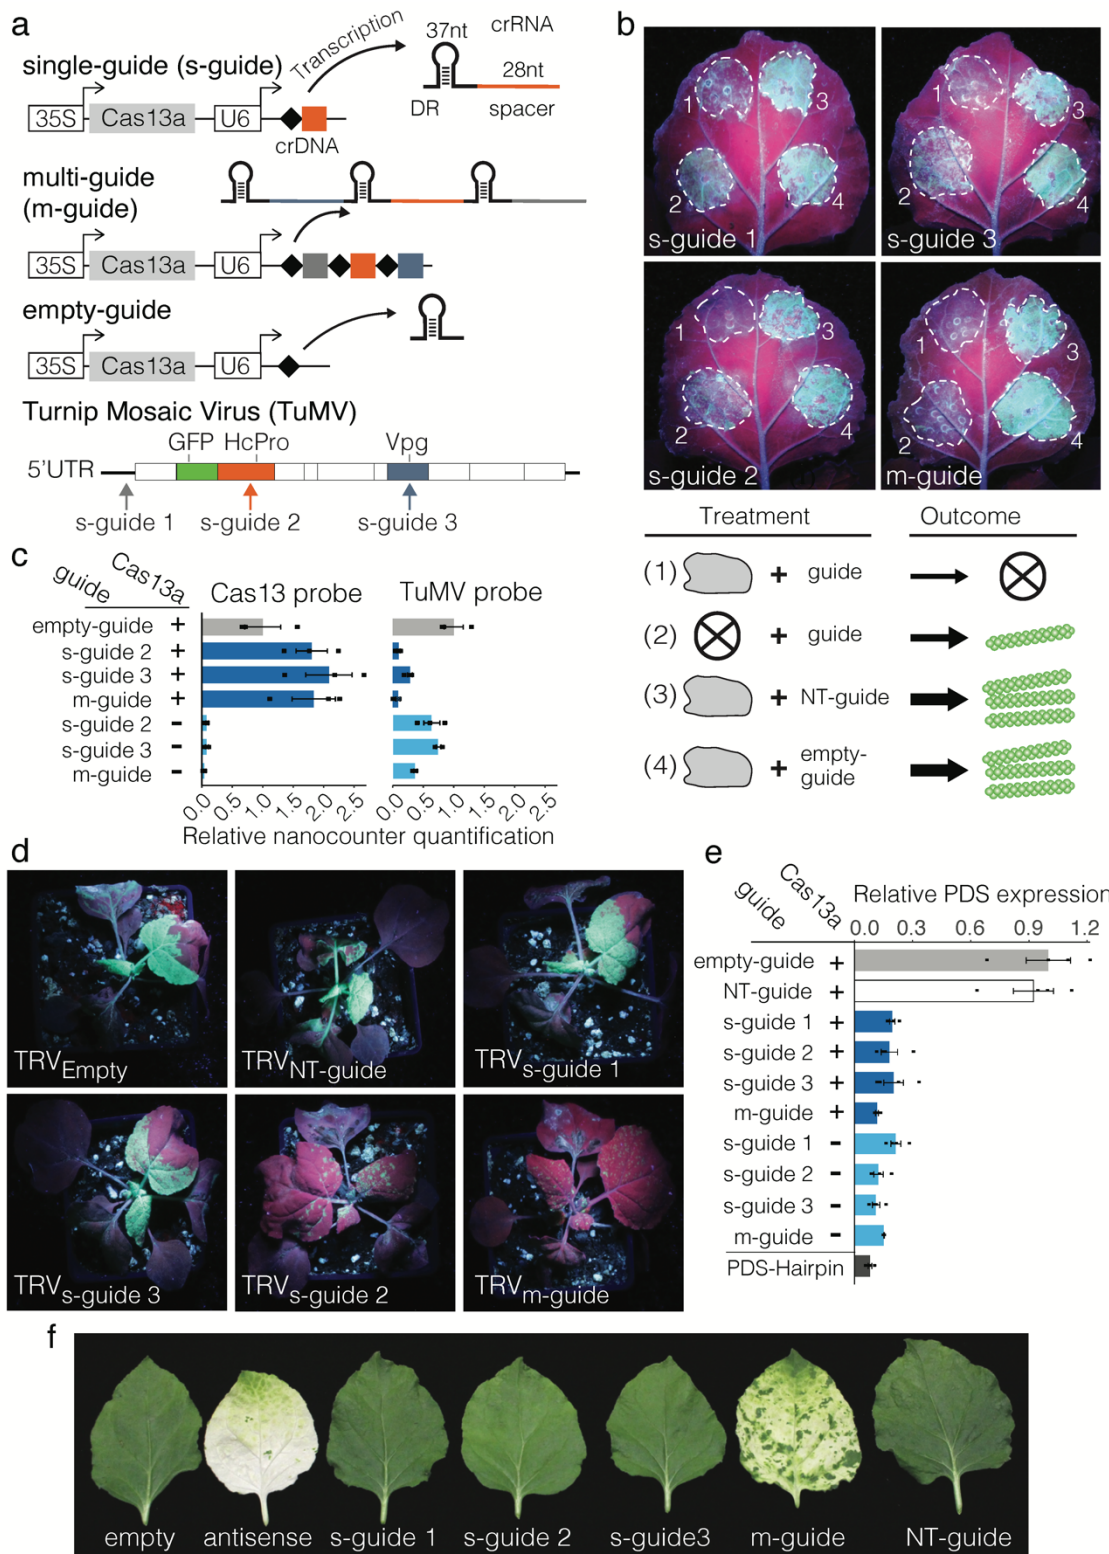 a
single-guide (s-guide)
Transcription
37nt
crRNA
28nt
DR
spacer
35S
Cas13a
U6
crDNA
multi-guide
(m-guide)
35S
Cas13a
U6
empty-guide
35S
Cas13a
U6
Turnip Mosaic Virus (TuMV)
GFP
HcPro
Vpg
5'UTR
s-guide 1
s-guide 2
s-guide 3
b
1
2
3
4
s-guide 1
1
2
3
4
s-guide 3
1
2
3
4
s-guide 2
1
2
3
4
m-guide
Treatment
Outcome
(1)
+
guide
(2)
+
guide
(3)
+
NT-guide
(4)
+
empty-
guide
c
guide
Cas13a
Cas13 probe
TuMV probe
empty-guide +
s-guide 2 +
s-guide 3 +
m-guide +
s-guide 2 -
s-guide 3 -
m-guide -
0.0 0.5 1.0 1.5 2.0 2.5
0.0 0.5 1.0 1.5 2.0 2.5
Relative nanocounter quantification
d
TRV Empty
TRV NT-guide
TRV s-guide 1
TRV s-guide 3
TRV s-guide 2
TRV m-guide
e
guide
Cas13a
Relative PDS expression
0.0 0.3 0.9 1.2
empty-guide +
NT-guide +
s-guide 1 +
s-guide 2 +
s-guide 3 +
m-guide +
s-guide 1 -
s-guide 2 -
s-guide 3 -
m-guide -
PDS-Hairpin
f
empty
antisense
s-guide 1
s-guide 2
s-guide3
m-guide
NT-guide